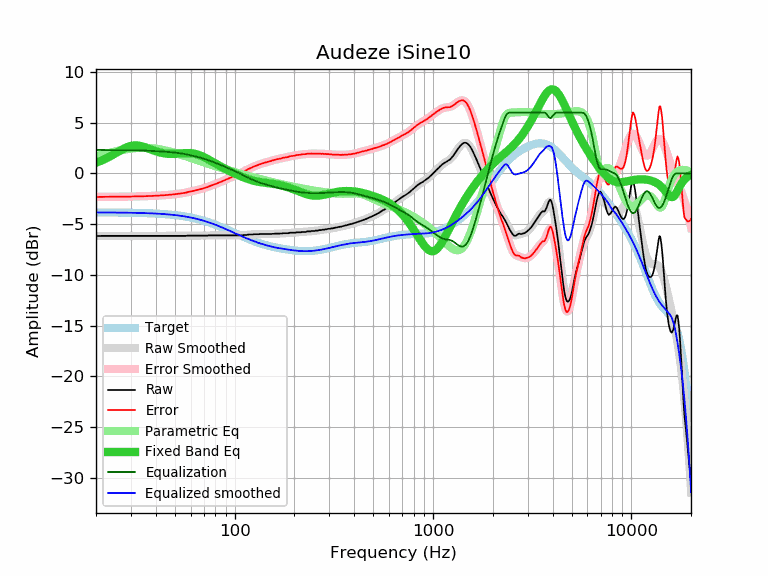 Audeze iSine10
Amplitude (dBr)
10
5
0
−5
−10
−15
−20
−25
−30
Target
Raw Smoothed
Error Smoothed
Raw
Error
Parametric Eq
Fixed Band Eq
Equalization
Equalized smoothed
100
1000
10000
Frequency (Hz)